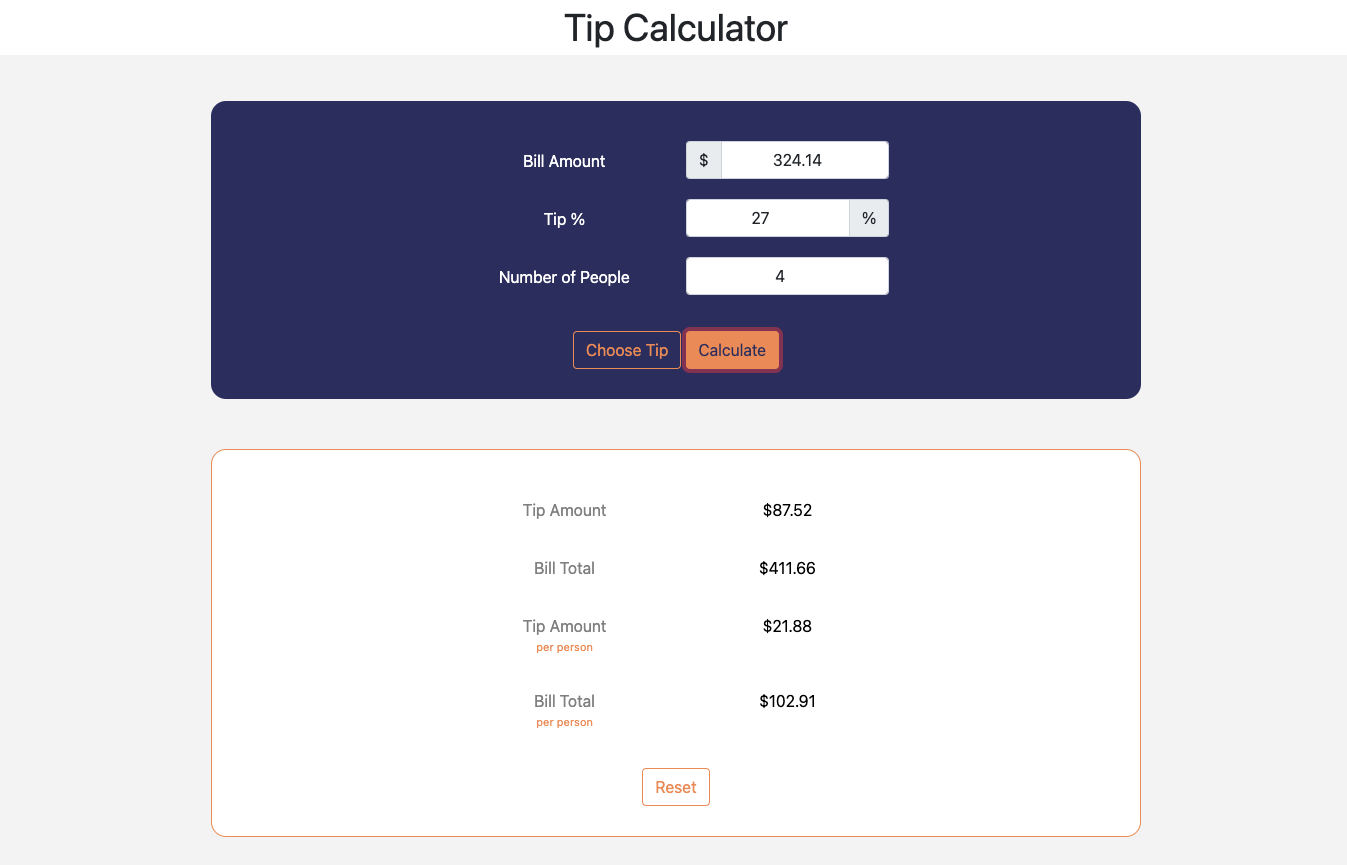 Tip Calculator
Bill Amount $ 324.14
Tip % 27 %
Number of People 4
Choose Tip Calculate
Tip Amount $87.52
Bill Total $411.66
Tip Amount $21.88
per person
Bill Total $102.91
per person
Reset